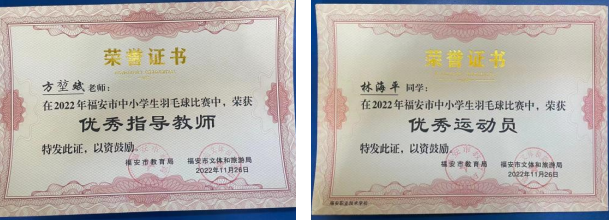 荣誉证书
方堃斌老师:
在2022年福安市中小学生羽毛球比赛中,荣获
优秀指导教师
特发此证,以资鼓励。
福安市教育局 福安市文体和旅游局
2022年11月26日
荣誉证书
林海平同学:
在2022年福安市中小学生羽毛球比赛中,荣获
优秀运动员
特发此证,以资鼓励。
福安市教育局 福安市文体和旅游局
2022年11月26日